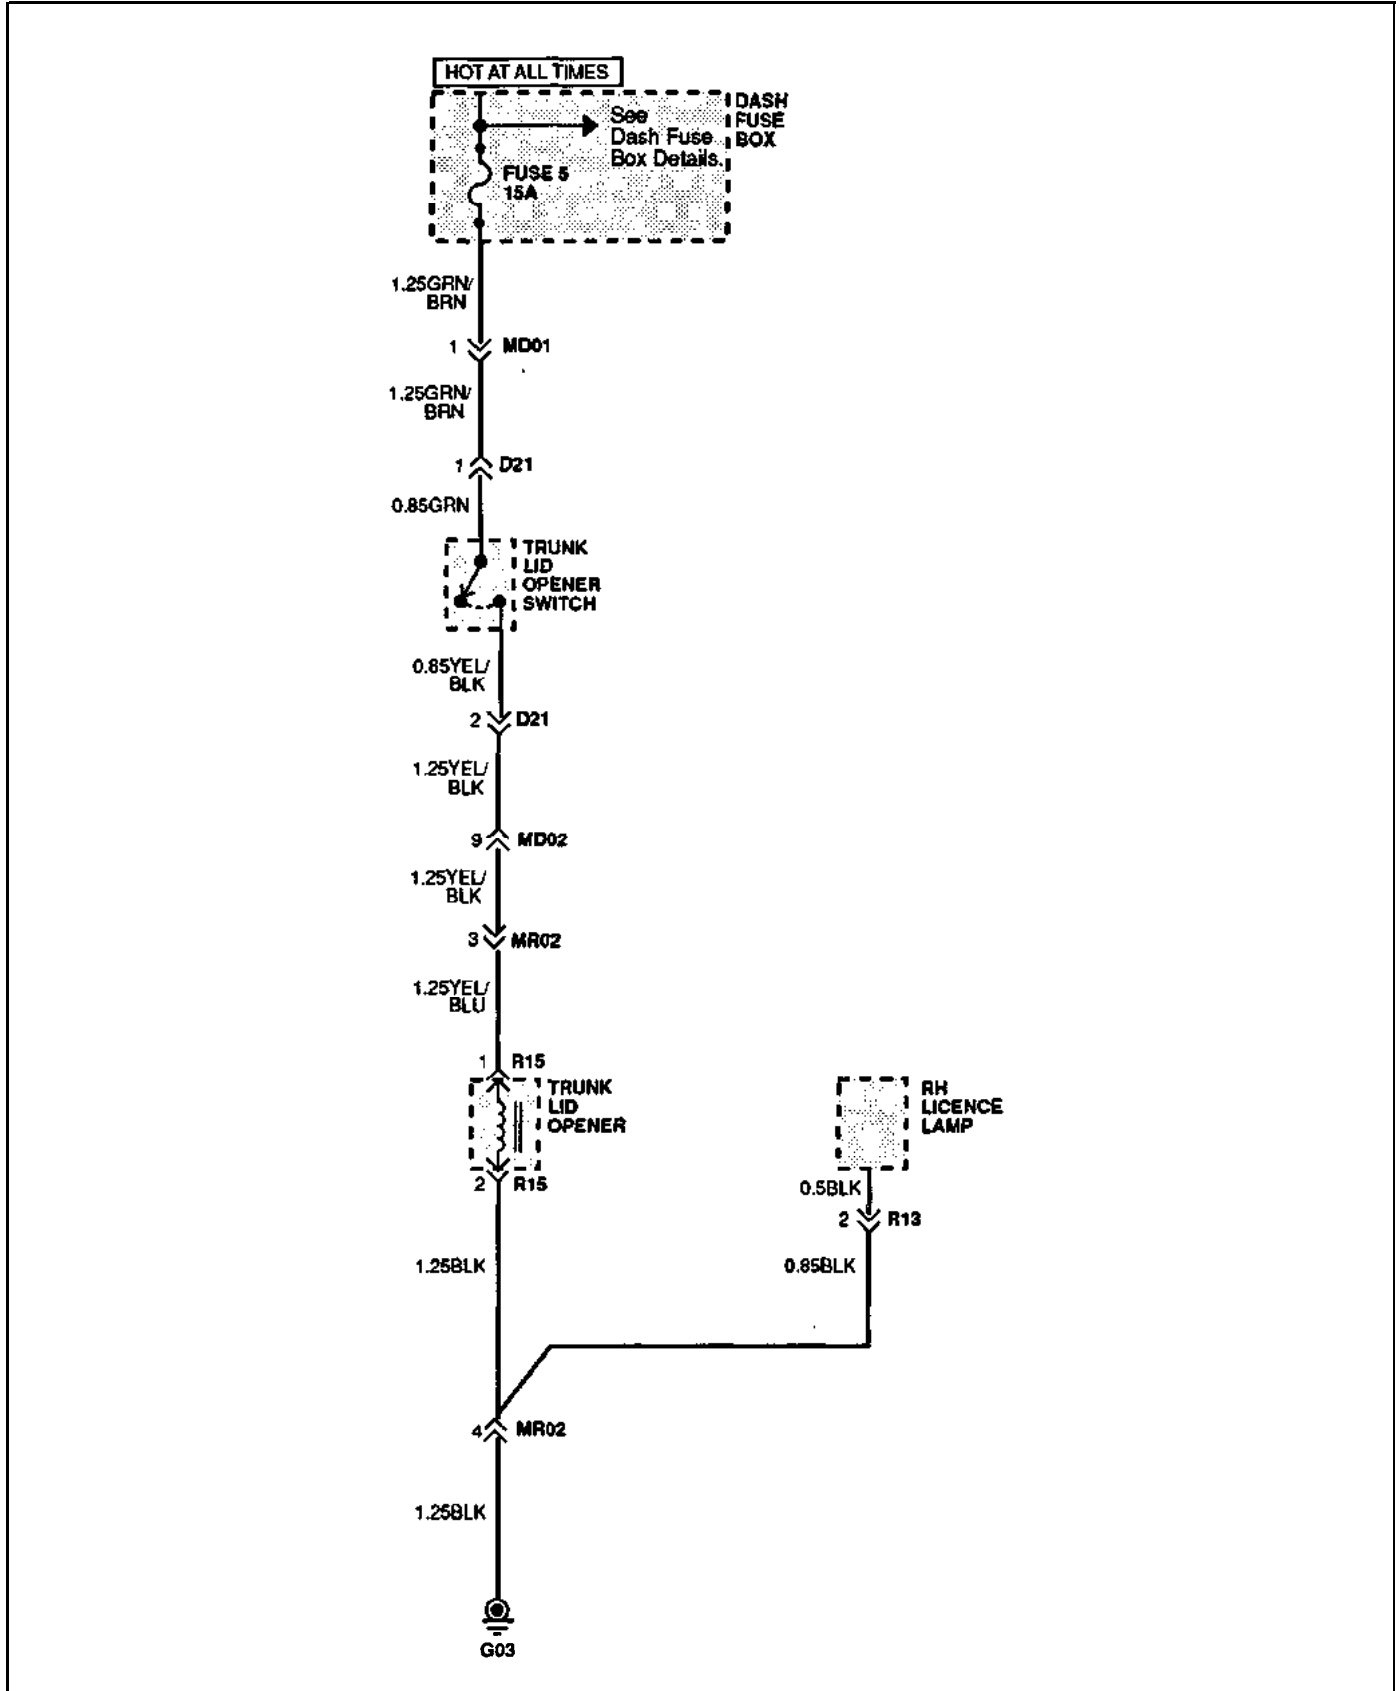 HOT AT ALL TIMES
DASH
FUSE
BOX
See
Dash Fuse
Box Details.
FUSE 5
15A
1.25GRN/
BRN
1 MD01
1.25GRN/
BRN
1 D21
0.85GRN
TRUNK
LID
OPENER
SWITCH
0.85YEL/
BLK
2 D21
1.25YEL/
BLK
9 MD02
1.25YEL/
BLK
3 MR02
1.25YEL/
BLU
1 R15
TRUNK
LID
OPENER
RH
LICENCE
LAMP
2 R15
0.5BLK
2 R13
1.25BLK
0.85BLK
4 MR02
1.25BLK
G03